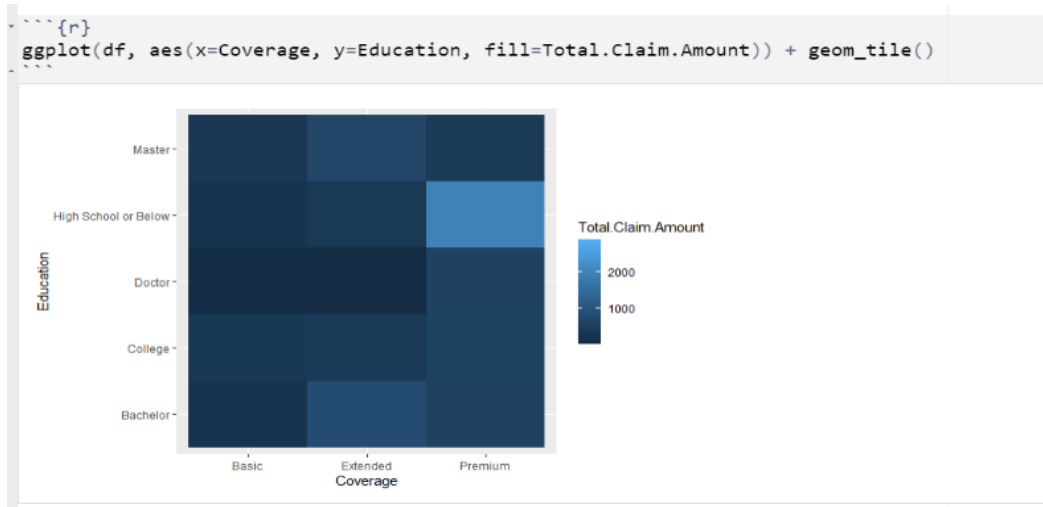 ```{r}
ggplot(df, aes(x=Coverage, y=Education, fill=Total.Claim.Amount)) + geom_tile()
```
Master
High School or Below
Doctor
College
Bachelor
Education
Basic Extended Premium
Coverage
Total.Claim.Amount
2000
1000